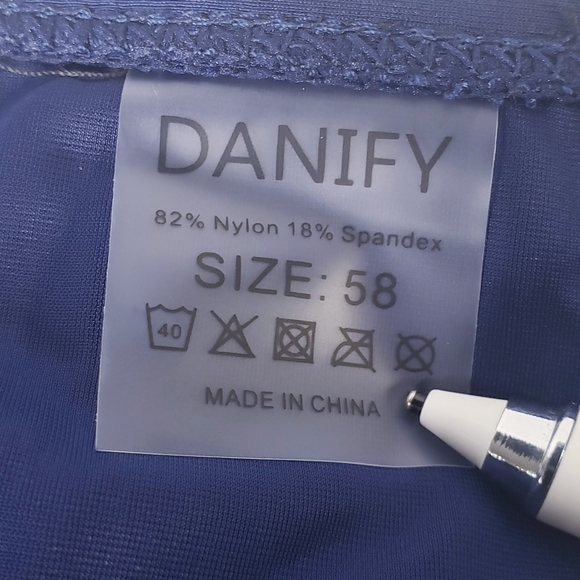 DANIFY
82% Nylon 18% Spandex
SIZE: 58
40
MADE IN CHINA